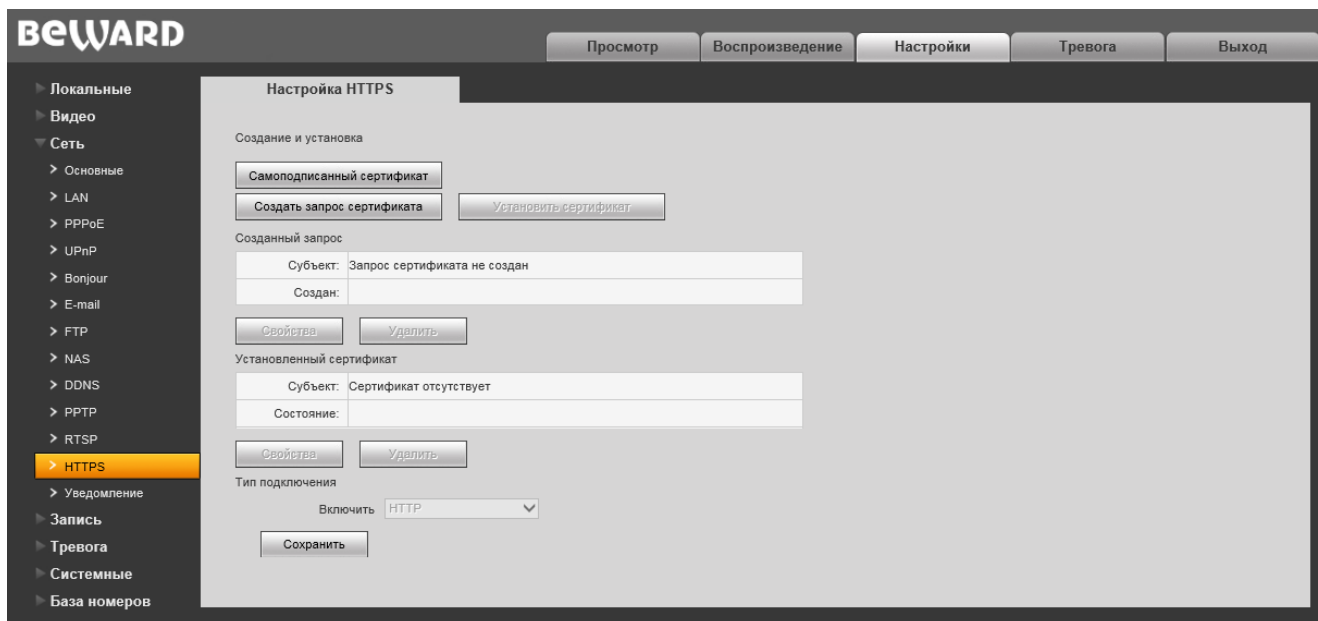 BEWARD
Просмотр
Воспроизведение
Настройки
Тревога
Выход
Локальные
Видео
Сеть
Основные
LAN
PPPoE
UPnP
Bonjour
E-mail
FTP
NAS
DDNS
PPTP
RTSP
HTTPS
Уведомление
Запись
Тревога
Системные
База номеров
Настройка HTTPS
Создание и установка
Самоподписанный сертификат
Создать запрос сертификата
Установить сертификат
Созданный запрос
Субъект: Запрос сертификата не создан
Создан:
Свойства
Удалить
Установленный сертификат
Субъект: Сертификат отсутствует
Состояние:
Свойства
Удалить
Тип подключения
Включить HTTP
Сохранить